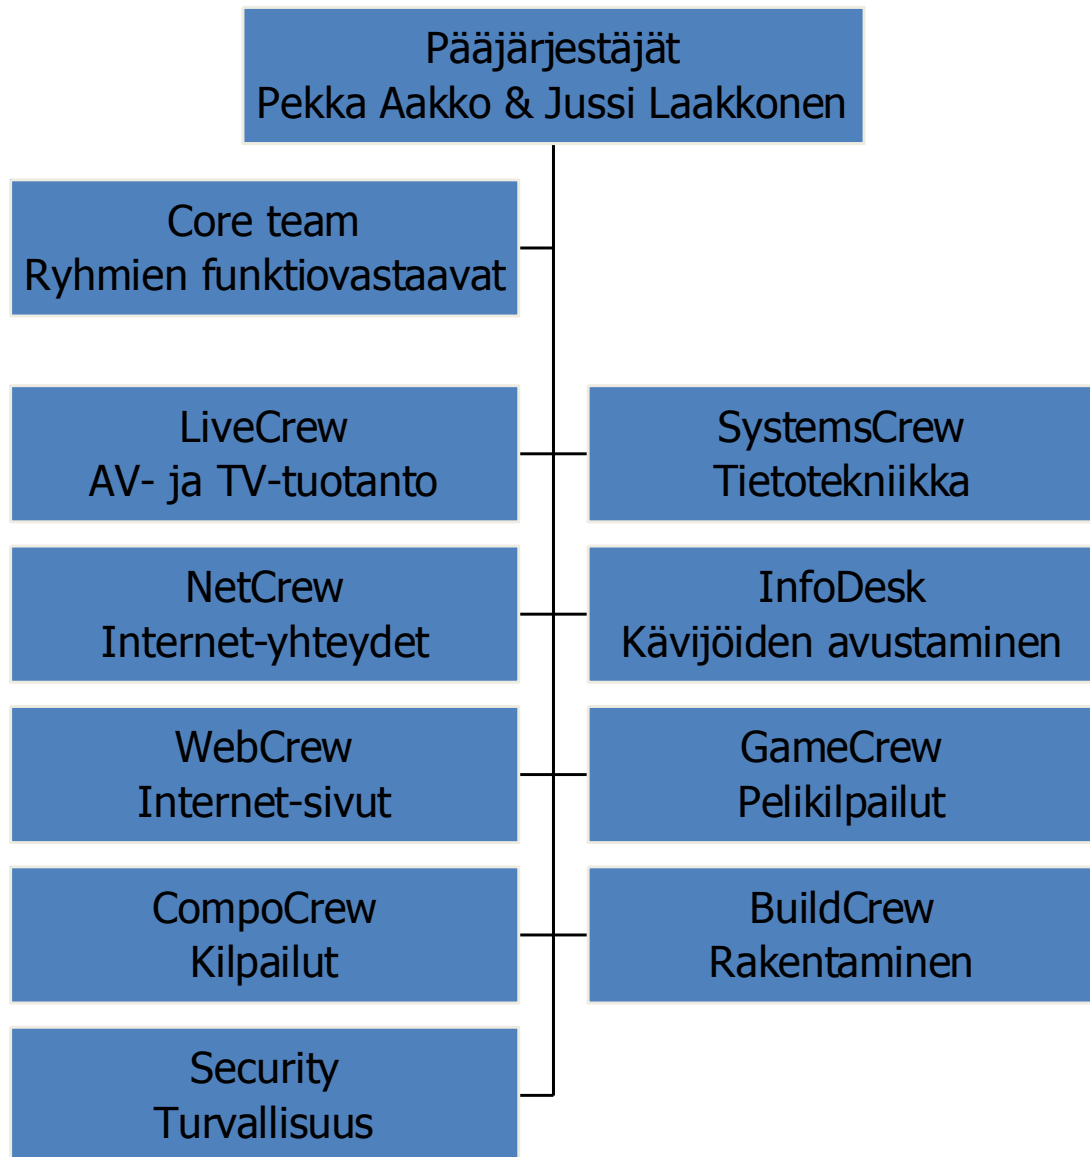 Pääjärjestäjät
Pekka Aakko & Jussi Laakkonen
Core team
Ryhmien funktiovastaavat
LiveCrew
AV- ja TV-tuotanto
SystemsCrew
Tietotekniikka
NetCrew
Internet-yhteydet
InfoDesk
Kävijöiden avustaminen
WebCrew
Internet-sivut
GameCrew
Pelikilpailut
CompoCrew
Kilpailut
BuildCrew
Rakentaminen
Security
Turvallisuus